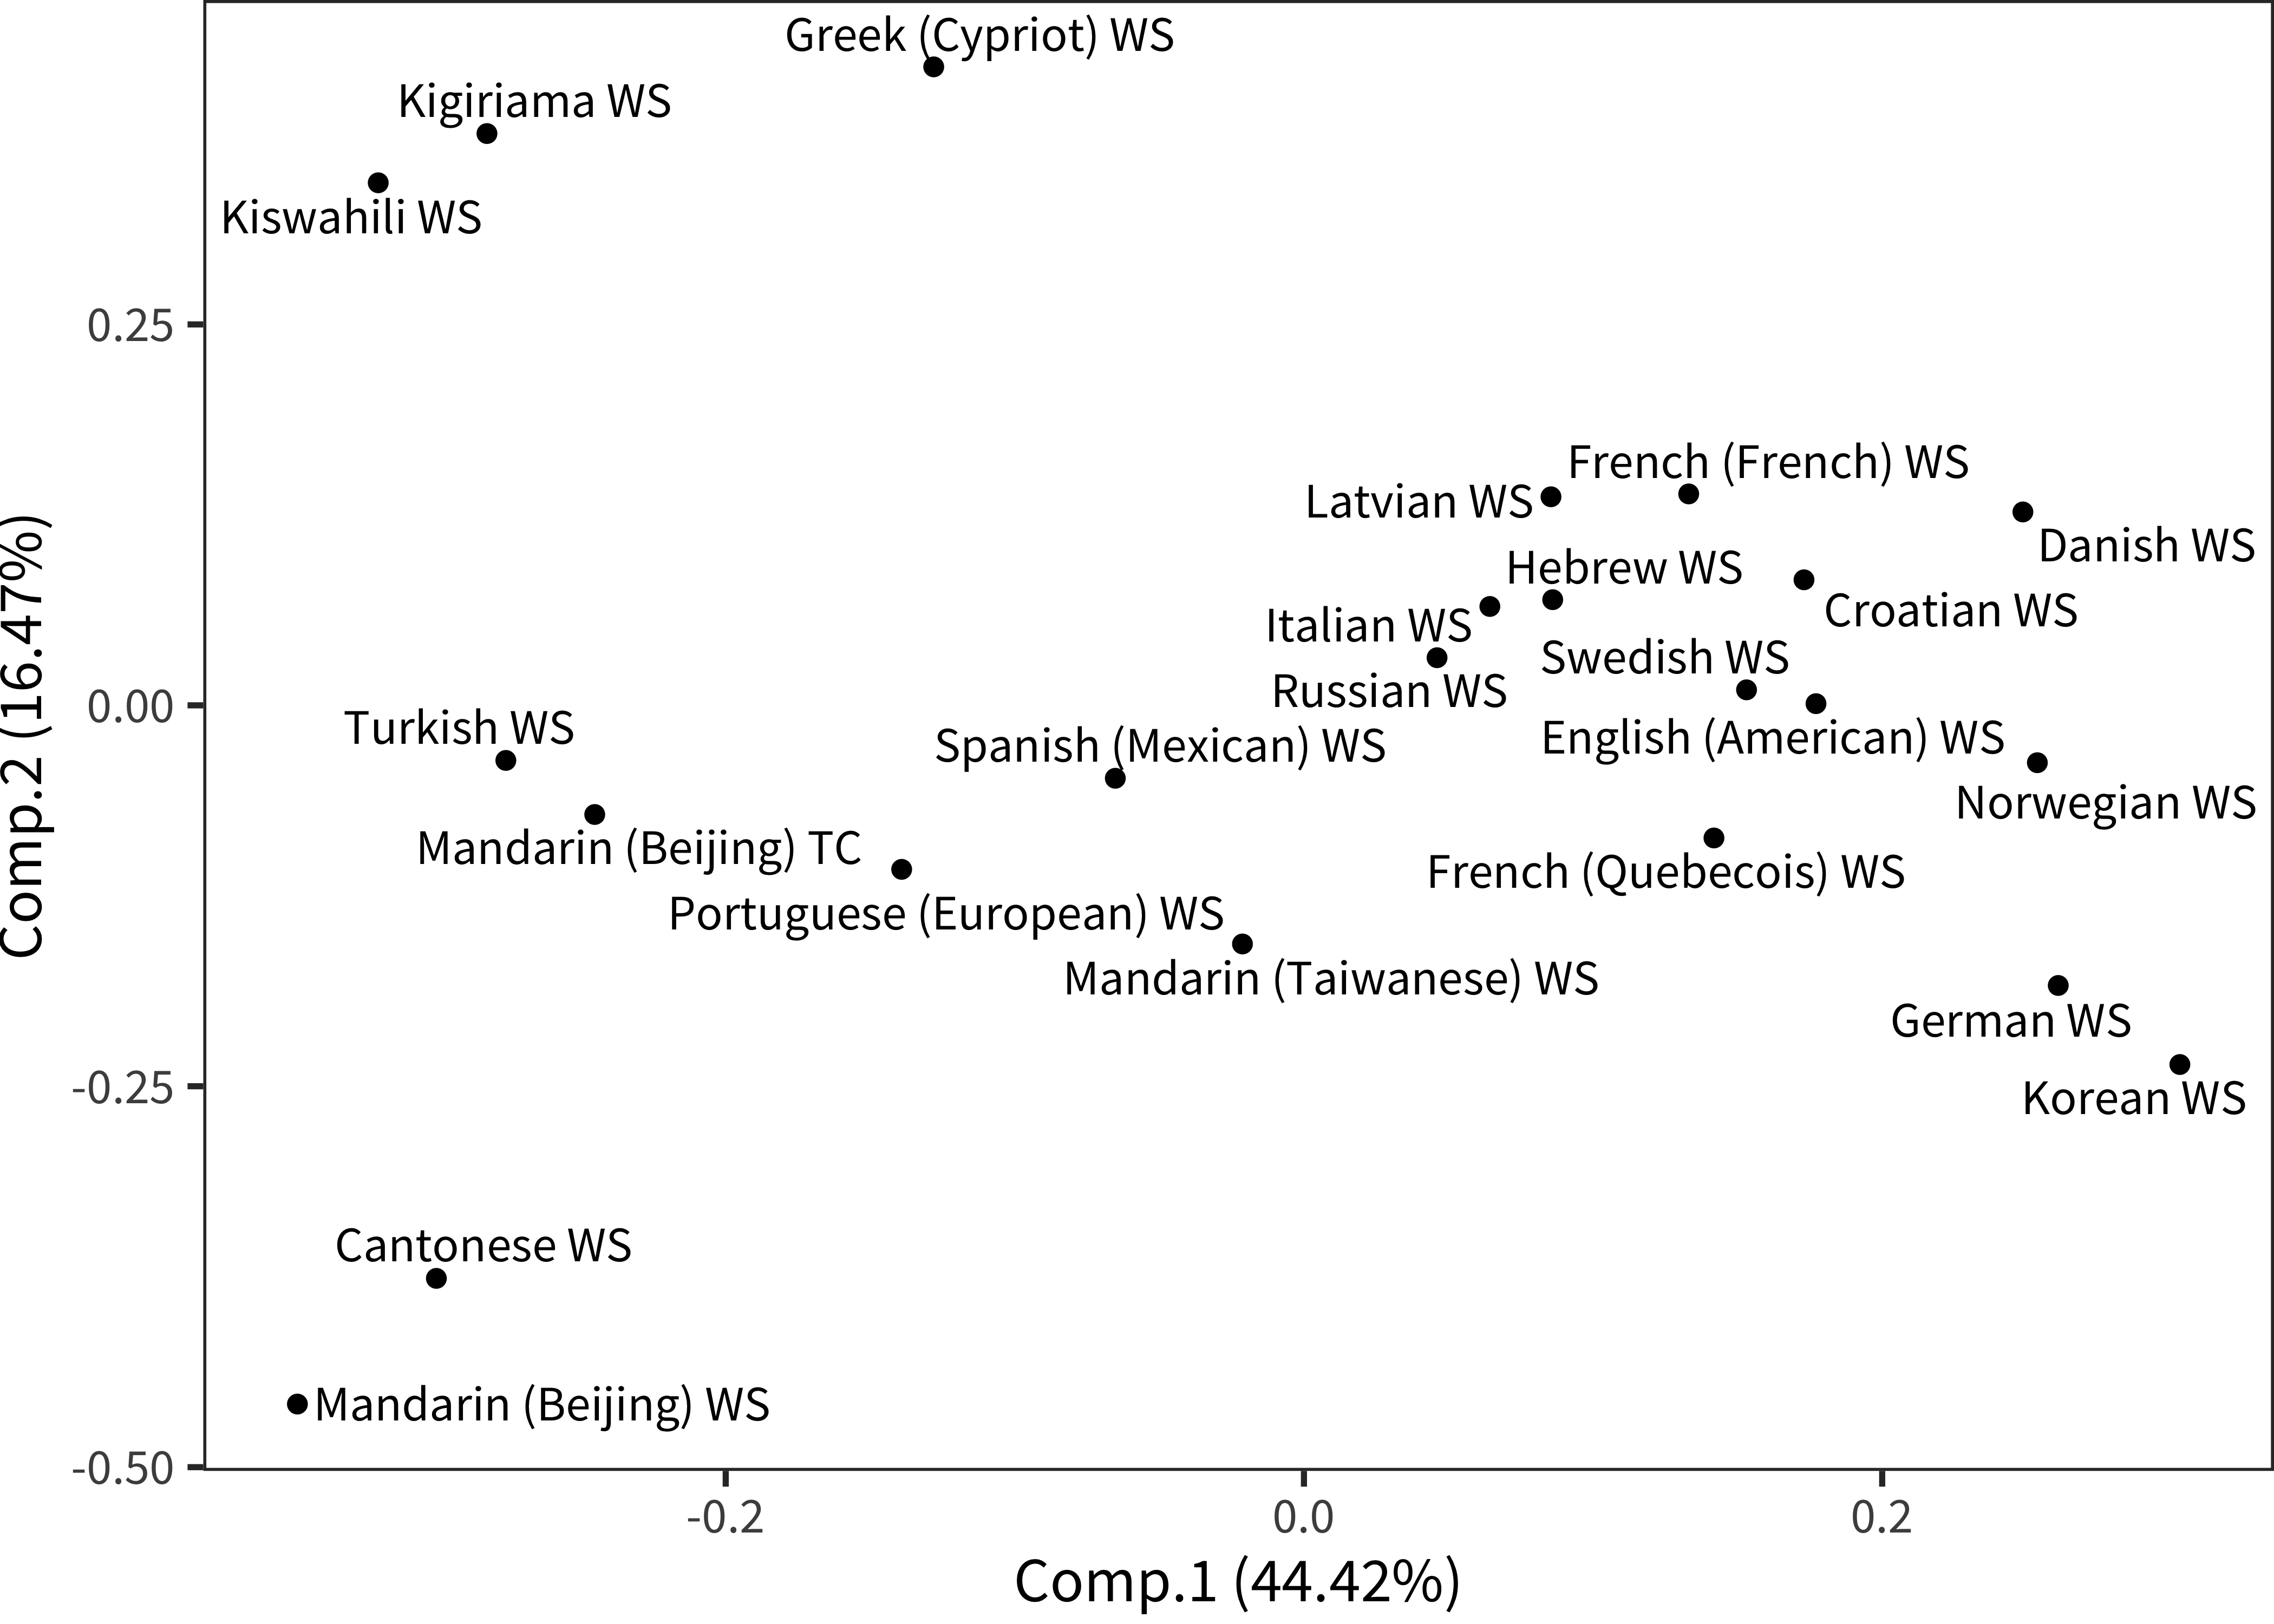 Greek (Cypriot) WS
Kigiriama WS
Kiswahili WS
0.25
French (French) WS
Latvian WS
Danish WS
Hebrew WS
Croatian WS
Italian WS
Swedish WS
Russian WS
0.00
Turkish WS
English (American) WS
Spanish (Mexican) WS
Norwegian WS
Mandarin (Beijing) TC
French (Quebecois) WS
Portuguese (European) WS
Mandarin (Taiwanese) WS
German WS
-0.25
Korean WS
Cantonese WS
Mandarin (Beijing) WS
-0.50
Comp.2 (16.47%)
-0.2
0.0
0.2
Comp.1 (44.42%)